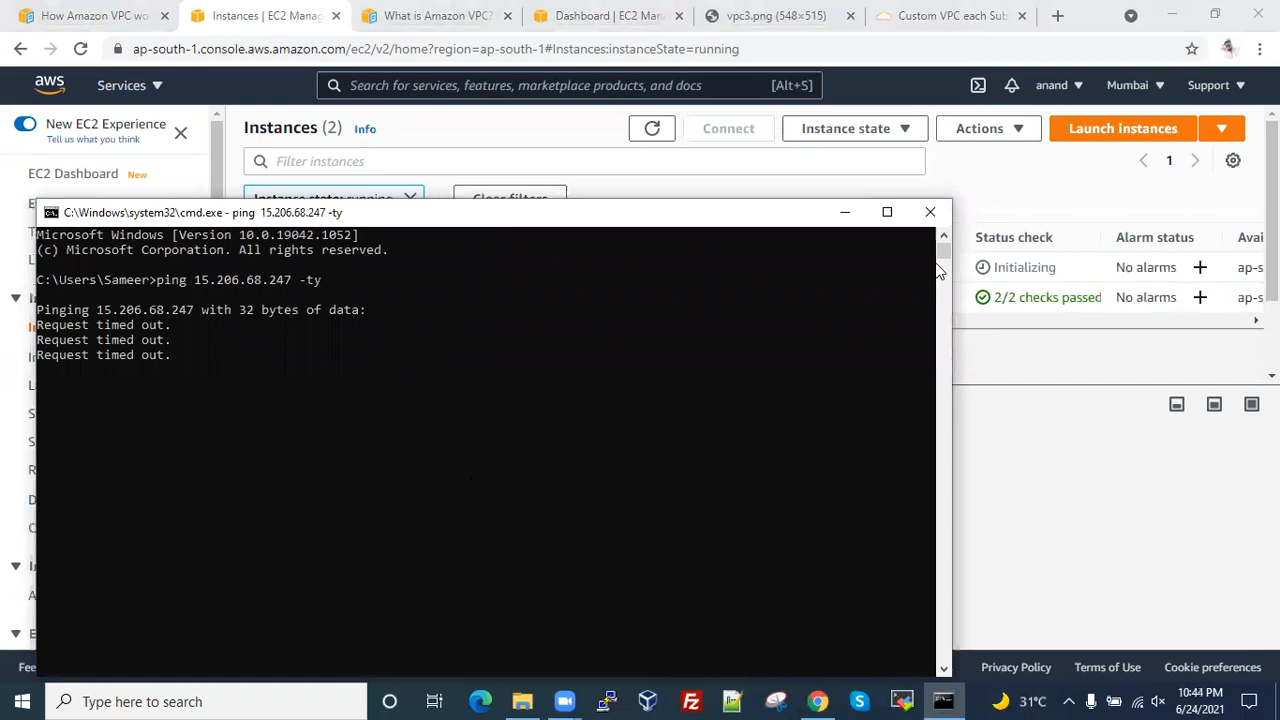 How Amazon VPC wo
Instances | EC2 Manag
What is Amazon VPC?
Dashboard | EC2 Man
vpc3.png (548×515)
Custom VPC each Sub
ap-south-1.console.aws.amazon.com/ec2/v2/home?region=ap-south-1#Instances:instanceState=running
aws
Services
Search for services, features, marketplace products, and docs [Alt+S]
anand
Mumbai
Support
New EC2 Experience
Tell us what you think
EC2 Dashboard New
Instances (2) Info
Connect
Instance state
Actions
Launch instances
Filter instances
1
Instance state: running
Clear filters
C:\Windows\system32\cmd.exe - ping 15.206.68.247 -ty
Microsoft Windows [Version 10.0.19042.1052]
(c) Microsoft Corporation. All rights reserved.
C:\Users\Sameer>ping 15.206.68.247 -ty
Pinging 15.206.68.247 with 32 bytes of data:
Request timed out.
Request timed out.
Request timed out.
Status check
Alarm status
Avai
Initializing
No alarms
ap-s
2/2 checks passed
No alarms
ap-s
Fee
Privacy Policy
Terms of Use
Cookie preferences
Type here to search
31°C
10:44 PM
6/24/2021